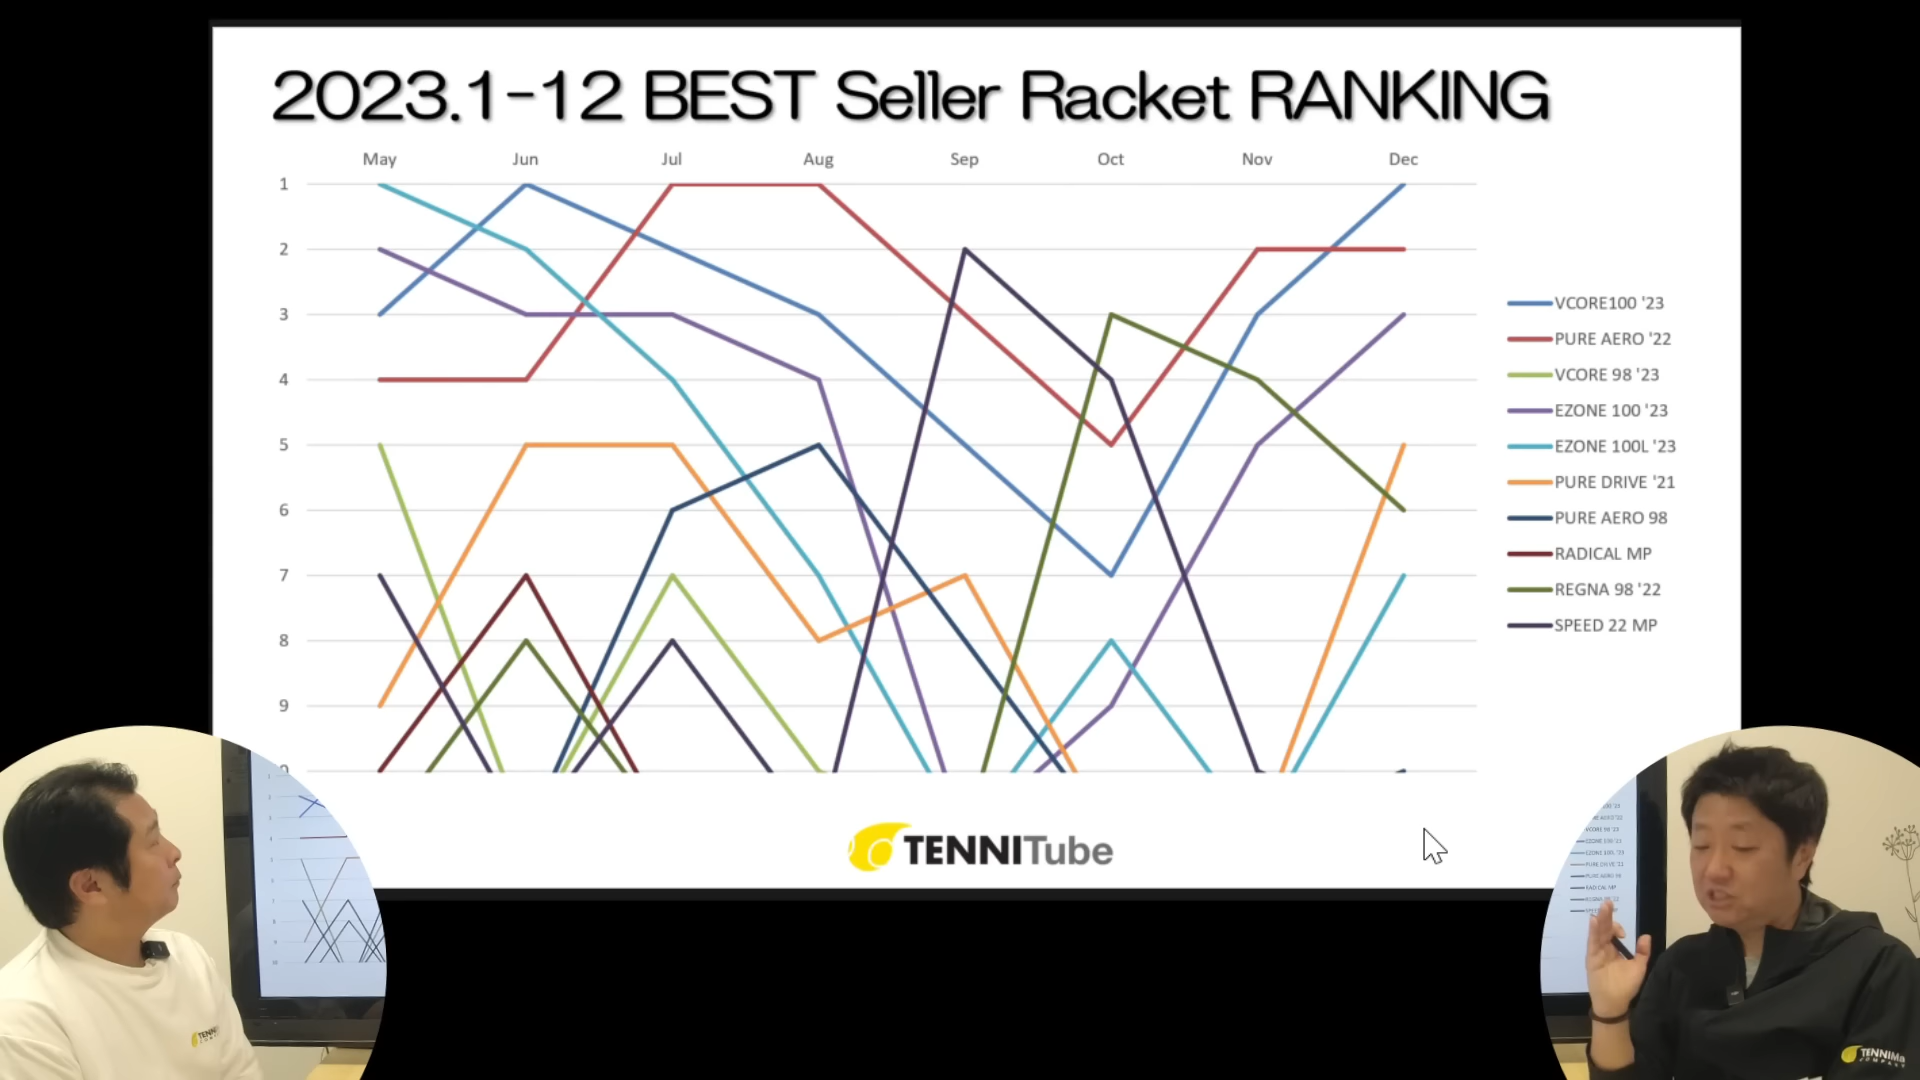 2023.1-12 BEST Seller Racket RANKING
May Jun Jul Aug Sep Oct Nov Dec
1
2
3
4
5
6
7
8
9
VCORE100 '23
PURE AERO '22
VCORE 98 '23
EZONE 100 '23
EZONE 100L '23
PURE DRIVE '21
PURE AERO 98
RADICAL MP
REGNA 98 '22
SPEED 22 MP
TENNITube